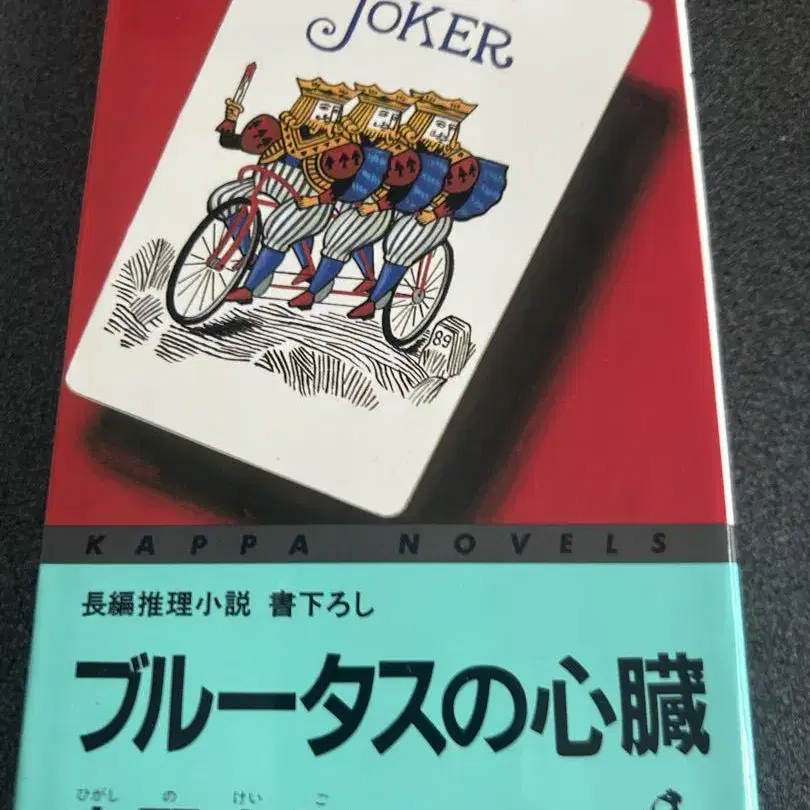 JOKER
89
KAPPA NOVELS
長編推理小説 書下ろし
ブルータスの心臓
ひがし の けい ご